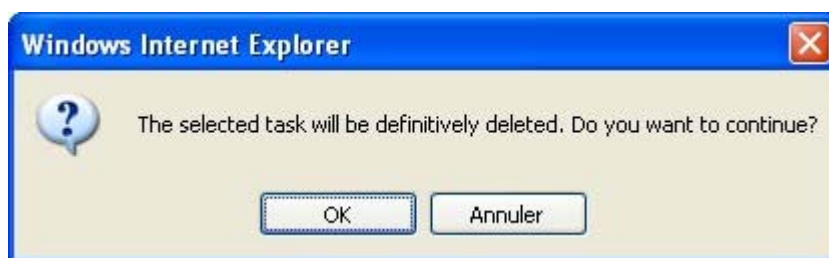 Windows Internet Explorer
The selected task will be definitively deleted. Do you want to continue?
OK Annuler